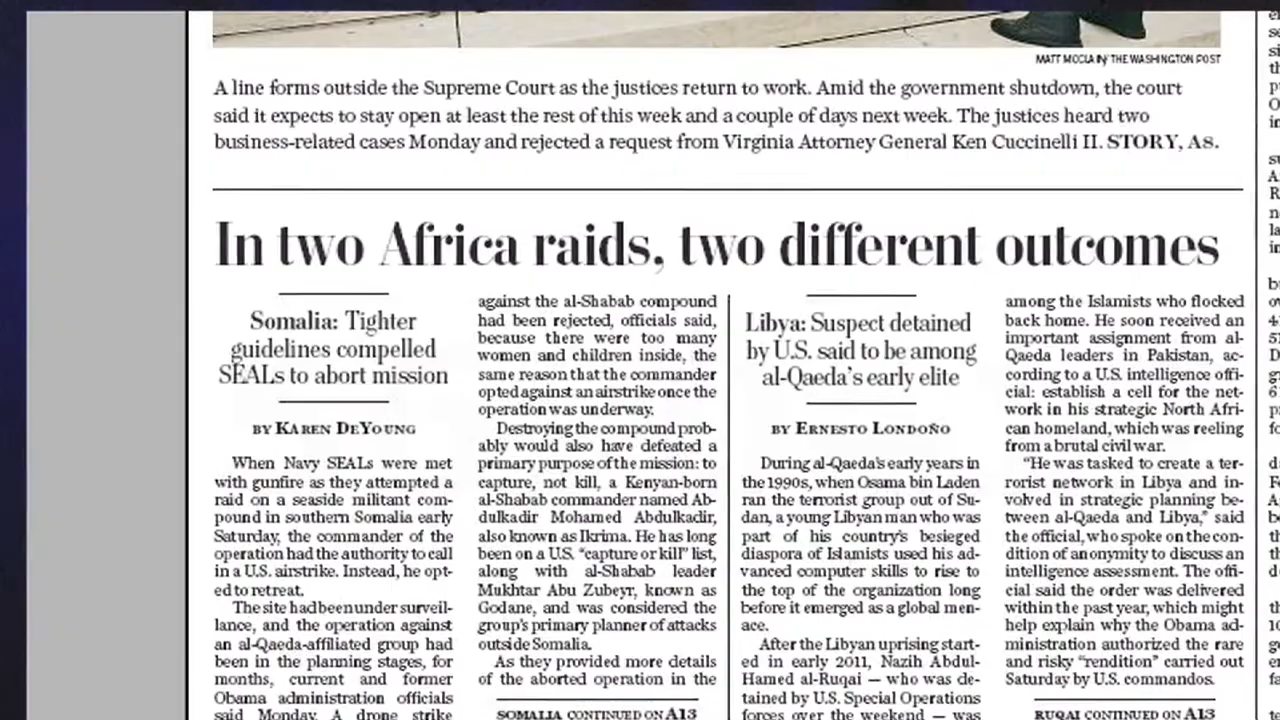 MATT MCCLAIN/THE WASHINGTON POST
A line forms outside the Supreme Court as the justices return to work. Amid the government shutdown, the court
said it expects to stay open at least the rest of this week and a couple of days next week. The justices heard two
business-related cases Monday and rejected a request from Virginia Attorney General Ken Cuccinelli II. STORY, A8.
In two Africa raids, two different outcomes
Somalia: Tighter
guidelines compelled
SEALs to abort mission
BY KAREN DEYOUNG
When Navy SEALs were met
with gunfire as they attempted a
raid on a seaside militant com-
pound in southern Somalia early
Saturday, the commander of the
operation had the authority to call
in a U.S. airstrike. Instead, he opt-
ed to retreat.
The site had been under surveil-
lance, and the operation against
an al-Qaeda-affiliated group had
been in the planning stages, for
months, current and former
Obama administration officials
said Monday. A drone strike
against the al-Shabab compound
had been rejected, officials said,
because there were too many
women and children inside, the
same reason that the commander
opted against an airstrike once the
operation was underway.
Destroying the compound prob-
ably would also have defeated a
primary purpose of the mission: to
capture, not kill, a Kenyan-born
al-Shabab commander named Ab-
dulkadir Mohamed Abdulkadir,
also known as Ikrima. He has long
been on a U.S. “capture or kill” list,
along with al-Shabab leader
Mukhtar Abu Zubeyr, known as
Godane, and was considered the
group's primary planner of attacks
outside Somalia.
As they provided more details
of the aborted operation in the
SOMALIA CONTINUED ON A13
Libya: Suspect detained
by U.S. said to be among
al-Qaeda's early elite
BY ERNESTO LONDOÑO
During al-Qaeda's early years in
the 1990s, when Osama bin Laden
ran the terrorist group out of Su-
dan, a young Libyan man who was
part of his country's besieged
diaspora of Islamists used his ad-
vanced computer skills to rise to
the top of the organization long
before it emerged as a global men-
ace.
After the Libyan uprising start-
ed in early 2011, Nazih Abdul-
Hamed al-Ruqai — who was de-
tained by U.S. Special Operations
forces over the weekend — was
among the Islamists who flocked
back home. He soon received an
important assignment from al-
Qaeda leaders in Pakistan, ac-
cording to a U.S. intelligence offi-
cial: establish a cell for the net-
work in his strategic North Afri-
can homeland, which was reeling
from a brutal civil war.
“He was tasked to create a ter-
rorist network in Libya and in-
volved in strategic planning be-
tween al-Qaeda and Libya,” said
the official, who spoke on the con-
dition of anonymity to discuss an
intelligence assessment. The offi-
cial said the order was delivered
within the past year, which might
help explain why the Obama ad-
ministration authorized the rare
and risky “rendition” carried out
Saturday by U.S. commandos.
RUQAI CONTINUED ON A13